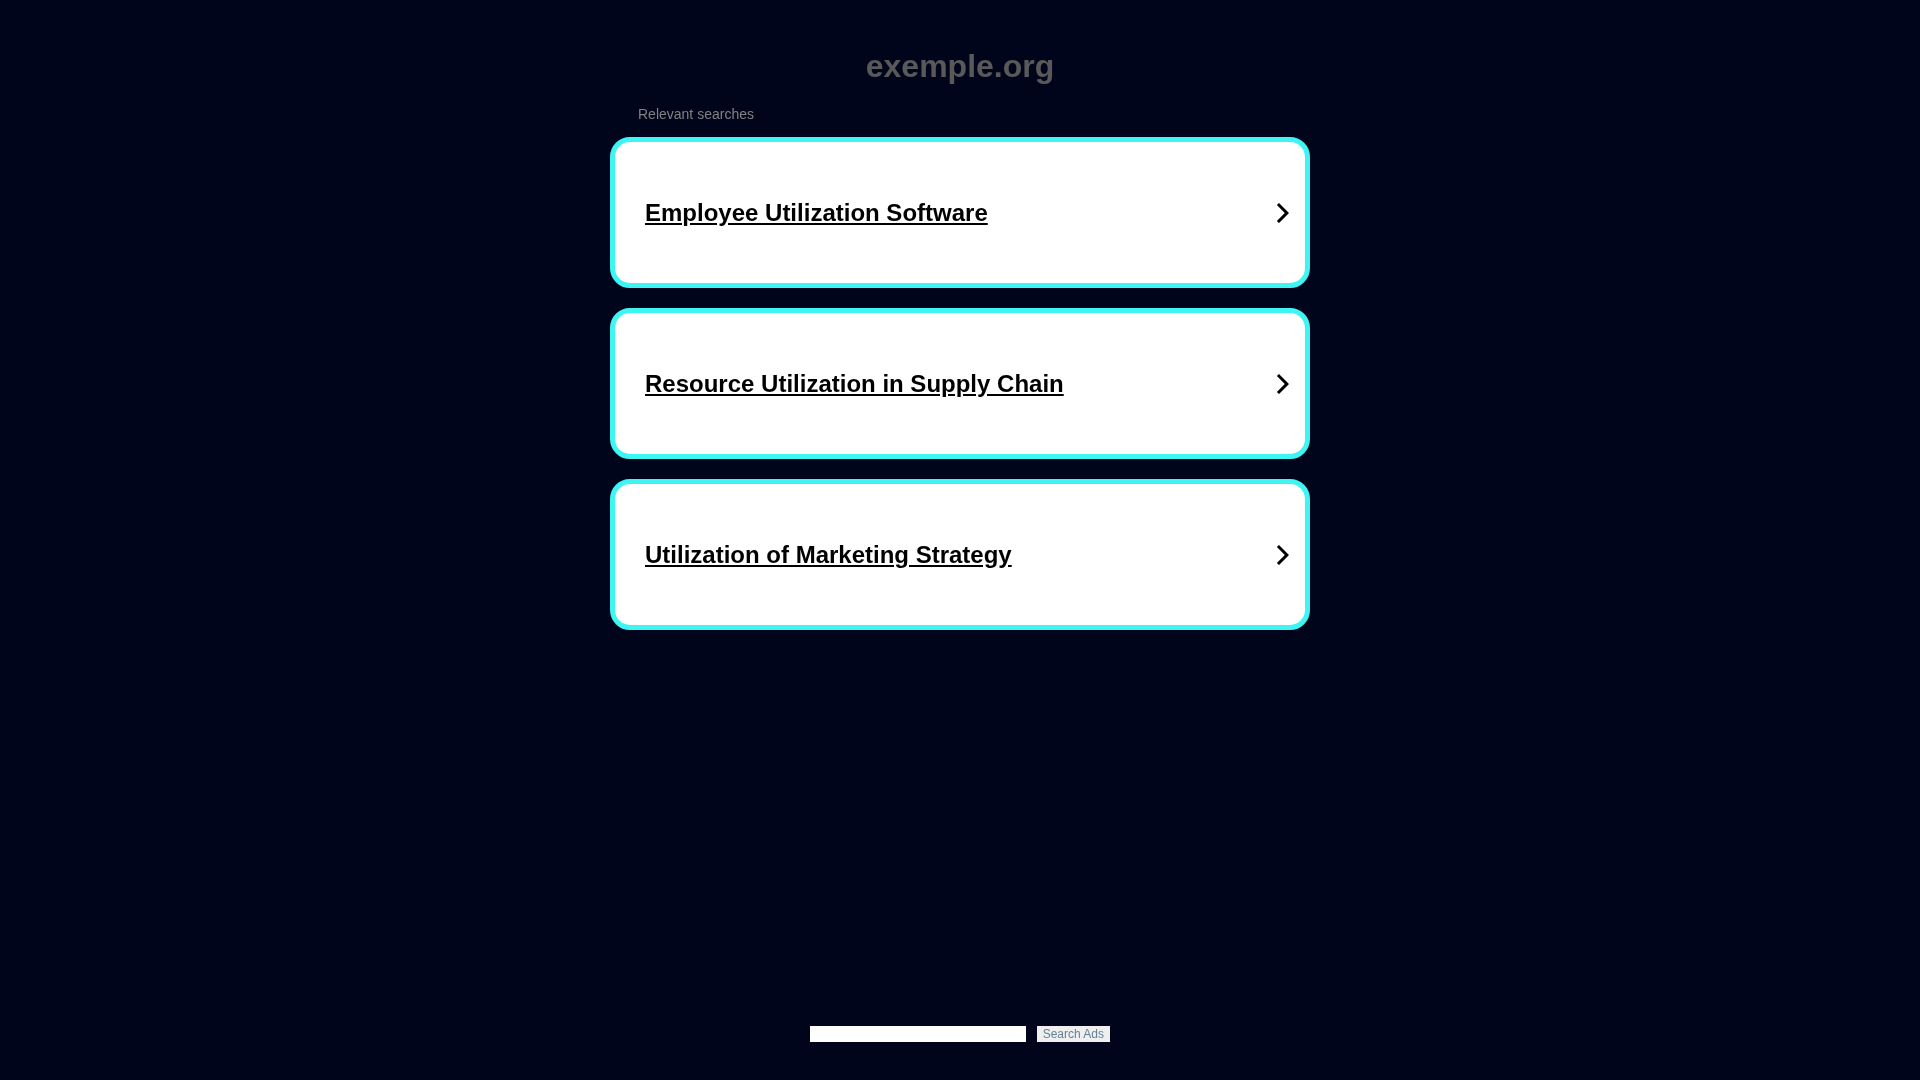 exemple.org
Relevant searches
Employee Utilization Software
Resource Utilization in Supply Chain
Utilization of Marketing Strategy
Search Ads